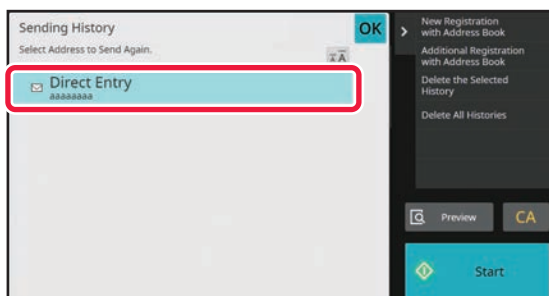 Sending History
OK
Select Address to Send Again.
Direct Entry
aaaaaaaa
New Registration
with Address Book
Additional Registration
with Address Book
Delete the Selected
History
Delete All Histories
Preview
CA
Start